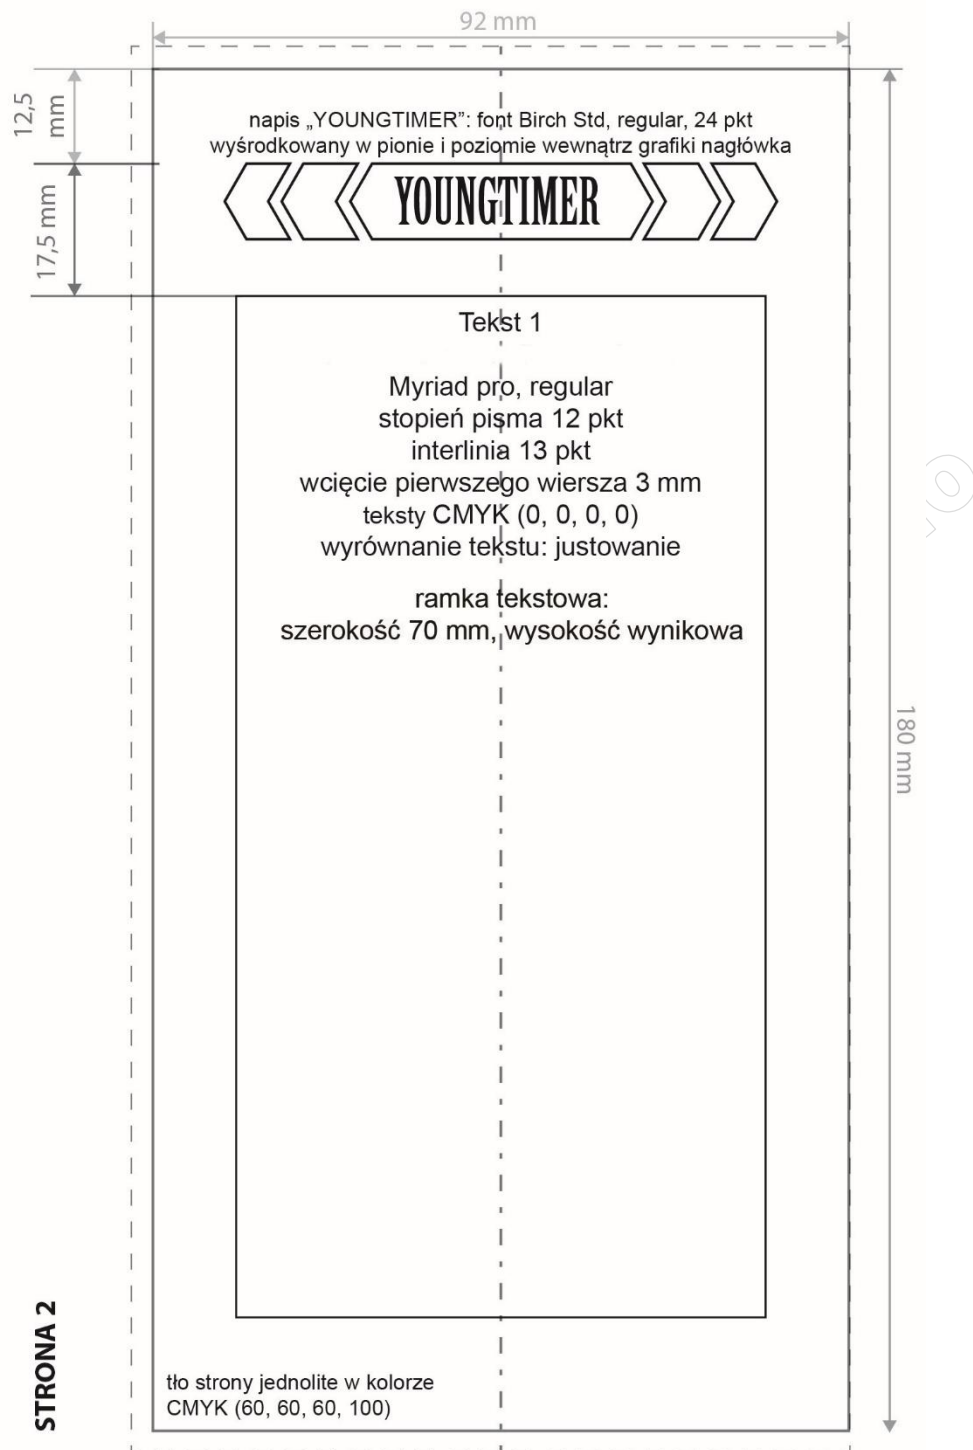 92 mm
12,5
mm
napis „YOUNGTIMER”: font Birch Std, regular, 24 pkt
wyśrodkowany w pionie i poziomie wewnątrz grafiki nagłówka
17,5 mm
YOUNGTIMER
Tekst 1
Myriad pro, regular
stopień pisma 12 pkt
interlinia 13 pkt
wcięcie pierwszego wiersza 3 mm
teksty CMYK (0, 0, 0, 0)
wyrównanie tekstu: justowanie
ramka tekstowa:
szerokość 70 mm, wysokość wynikowa
180 mm
STRONA 2
tło strony jednolite w kolorze
CMYK (60, 60, 60, 100)